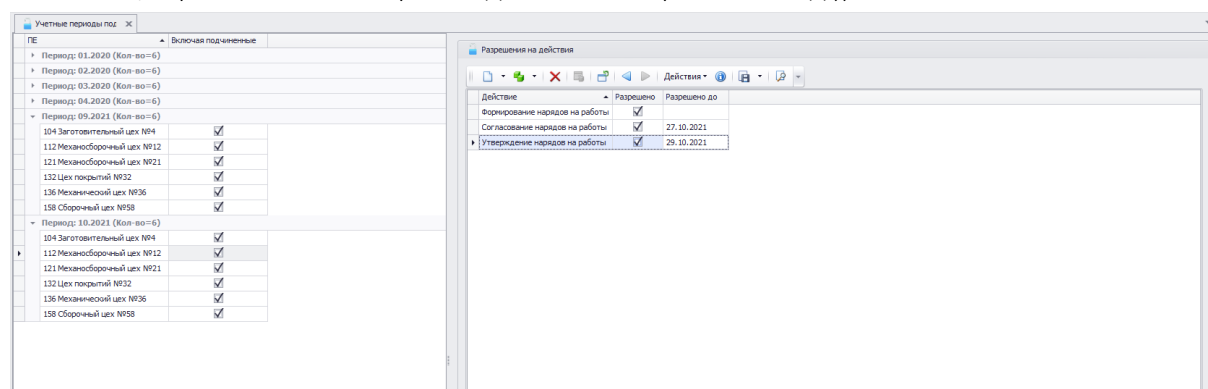 Учетные периоды под
ПЕ Включая подчиненные
Период: 01.2020 (Кол-во=6)
Период: 02.2020 (Кол-во=6)
Период: 03.2020 (Кол-во=6)
Период: 04.2020 (Кол-во=6)
Период: 09.2021 (Кол-во=6)
104 Заготовительный цех №4
112 Механосборочный цех №12
121 Механосборочный цех №21
132 Цех покрытий №32
136 Механический цех №36
158 Сборочный цех №58
Период: 10.2021 (Кол-во=6)
104 Заготовительный цех №4
112 Механосборочный цех №12
121 Механосборочный цех №21
132 Цех покрытий №32
136 Механический цех №36
158 Сборочный цех №58
Разрешения на действия
Действия
Действие Разрешено Разрешено до
Формирование нарядов на работы
Согласование нарядов на работы 27.10.2021
Утверждение нарядов на работы 29.10.2021